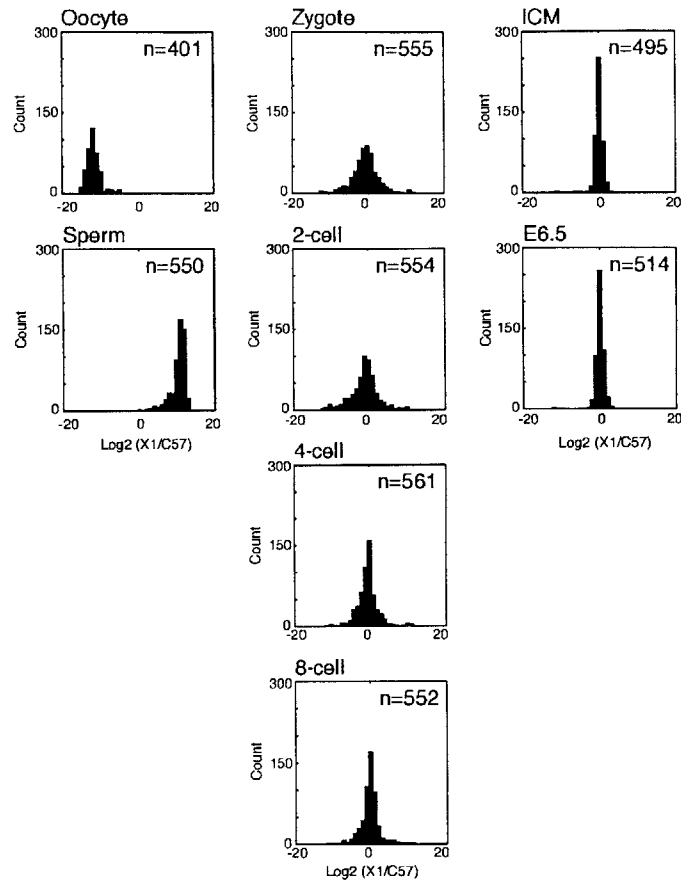 Oocyte
300
n=401
150
Count
0
-20
0
20
Zygote
300
n=555
150
Count
0
-20
0
20
ICM
300
n=495
150
Count
0
-20
0
20
Sperm
300
n=550
150
Count
0
-20
0
20
Log2 (X1/C57)
2-cell
300
n=554
150
Count
0
-20
0
20
E6.5
300
n=514
150
Count
0
-20
0
20
Log2 (X1/C57)
4-cell
300
n=561
150
Count
0
-20
0
20
8-cell
300
n=552
150
Count
0
-20
0
20
Log2 (X1/C57)